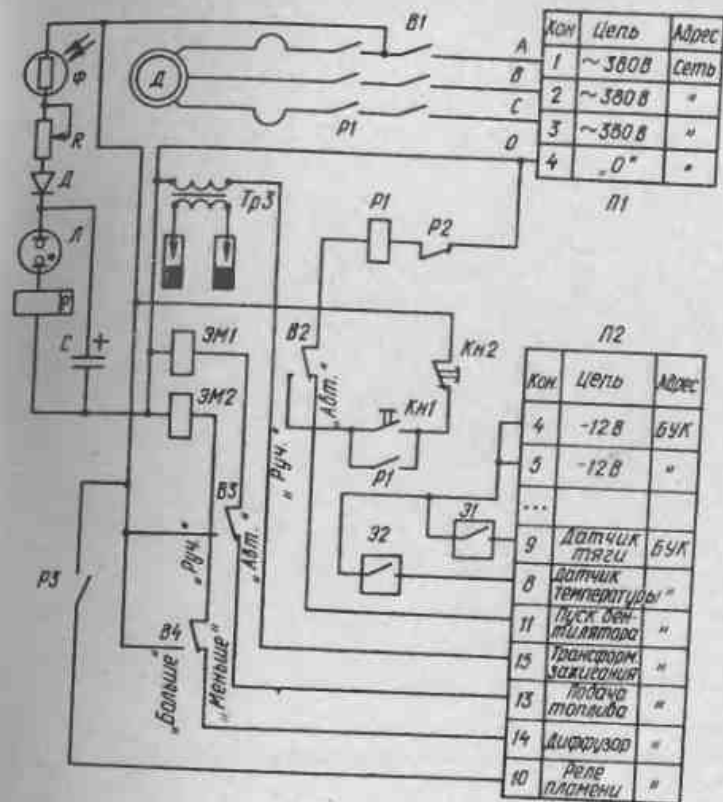 В1
Кон Цепь Адрес
А 1 ~380В Сеть
В 2 ~380В "
С 3 ~380В "
0 4 „0" "
П1
Ф
Д
R
Р1
Д
Тр3
Л
Р1 Р2
С +
ЭМ1
В2
Кн2
П2
Кон. Цепь Адрес
ЭМ2
„Авт."
Кн1
4 -12В БУК
„Руч."
Р1
5 -12В "
...
В3
Э1
9 Датчик тяги БУК
„Руч."
„Авт."
Э2
8 Датчик температуры "
Р3
11 Пуск вентилятора "
В4
15 Трансформ. зажигания "
„Больше"
„Меньше"
13 Подача топлива "
14 Диффузор "
10 Реле пламени "